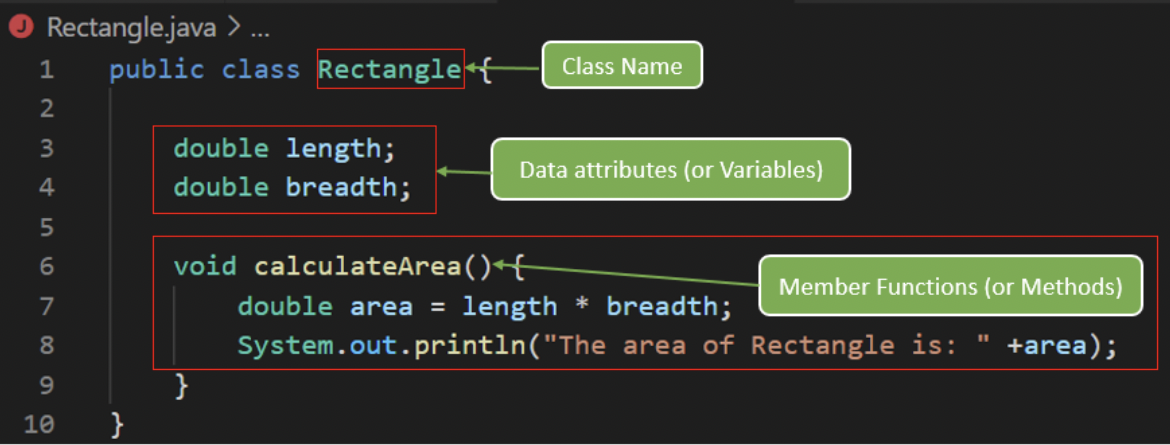 J Rectangle.java > ...
1 public class Rectangle { Class Name
2
3 double length;
4 double breadth; Data attributes (or Variables)
5
6 void calculateArea() { Member Functions (or Methods)
7 double area = length * breadth;
8 System.out.println("The area of Rectangle is: " +area);
9 }
10 }